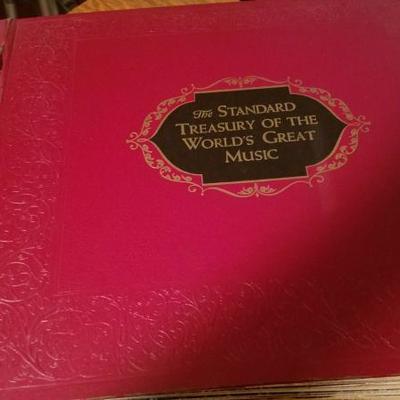 The STANDARD
TREASURY OF THE
WORLD'S GREAT
MUSIC